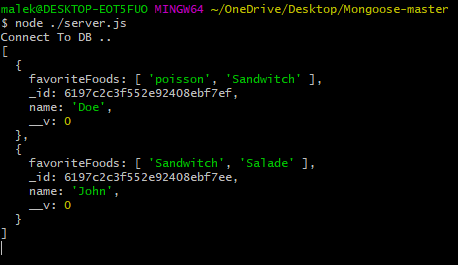 malek@DESKTOP-EOT5FUO MINGW64 ~/OneDrive/Desktop/Mongoose-master
$ node ./server.js
Connect To DB ..
[
  {
    favoriteFoods: [ 'poisson', 'Sandwitch' ],
    _id: 6197c2c3f552e92408ebf7ef,
    name: 'Doe',
    __v: 0
  },
  {
    favoriteFoods: [ 'Sandwitch', 'Salade' ],
    _id: 6197c2c3f552e92408ebf7ee,
    name: 'John',
    __v: 0
  }
]